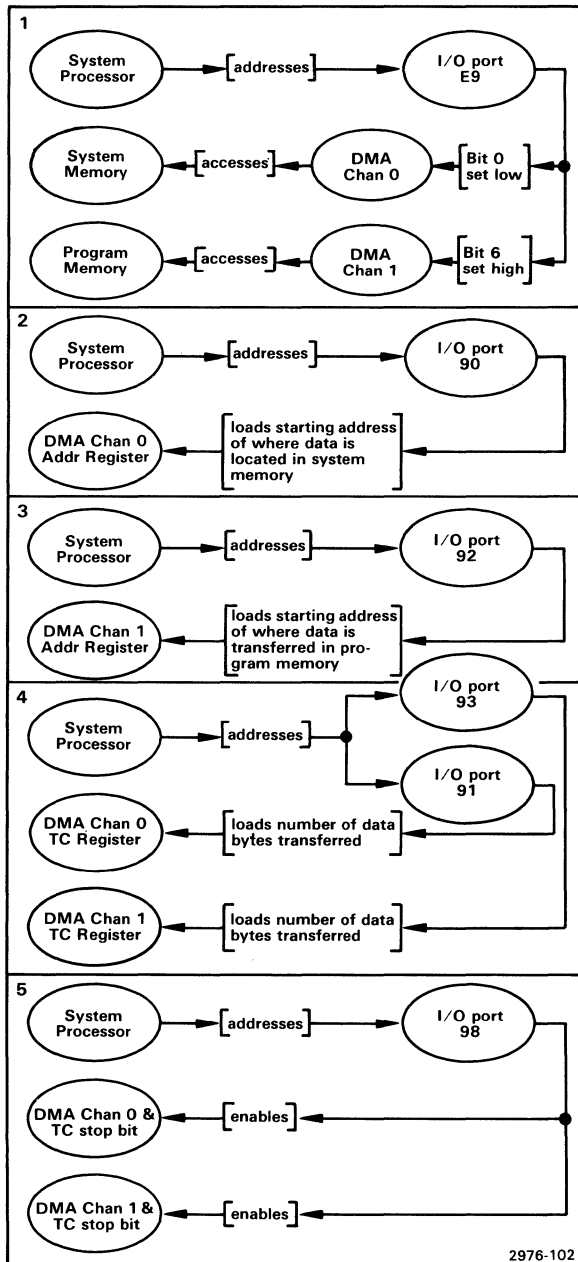 1
System
Processor
[addresses]
I/O port
E9
System
Memory
[accesses]
DMA
Chan 0
[Bit 0
set low]
Program
Memory
[accesses]
DMA
Chan 1
[Bit 6
set high]
2
System
Processor
[addresses]
I/O port
90
DMA Chan 0
Addr Register
[loads starting address
of where data is
located in system
memory]
3
System
Processor
[addresses]
I/O port
92
DMA Chan 1
Addr Register
[loads starting address
of where data is
transferred in pro-
gram memory]
4
System
Processor
[addresses]
I/O port
93
I/O port
91
DMA Chan 0
TC Register
[loads number of data
bytes transferred]
DMA Chan 1
TC Register
[loads number of data
bytes transferred]
5
System
Processor
[addresses]
I/O port
98
DMA Chan 0 &
TC stop bit
[enables]
DMA Chan 1 &
TC stop bit
[enables]
2976-102